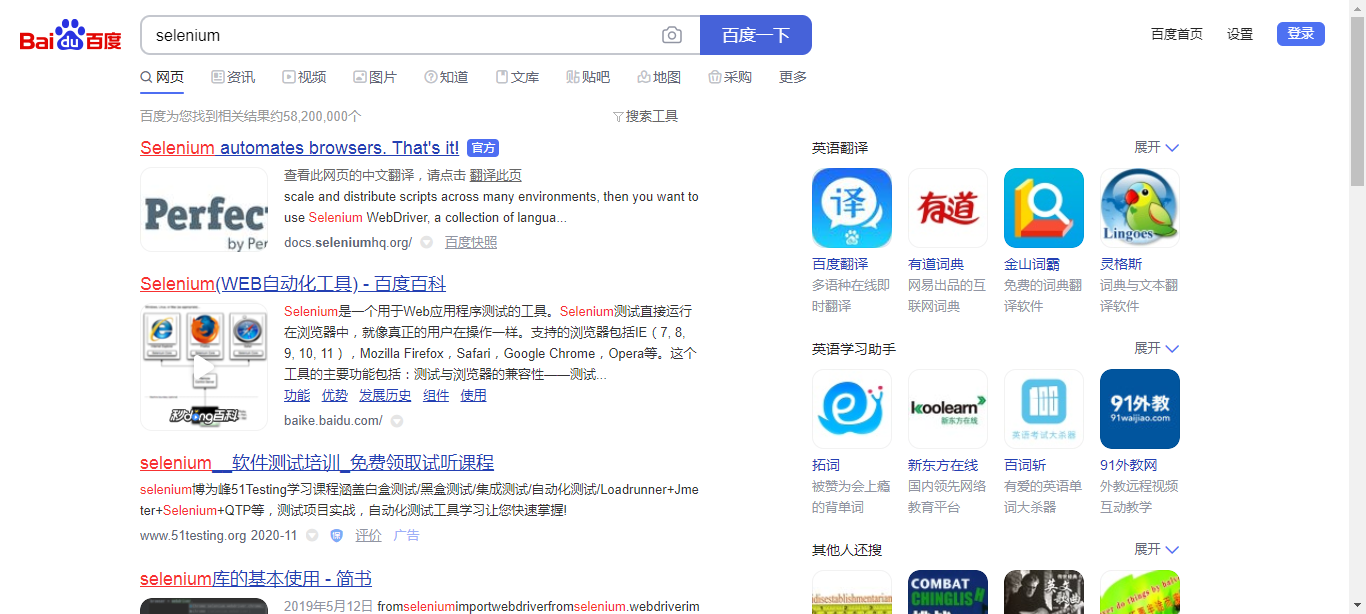 Bai du 百度
selenium
百度一下
百度首页 设置 登录
网页 资讯 视频 图片 知道 文库 贴吧 地图 采购 更多
百度为您找到相关结果约58,200,000个
搜索工具
Selenium automates browsers. That's it! 官方
查看此网页的中文翻译，请点击 翻译此页
scale and distribute scripts across many environments, then you want to
use Selenium WebDriver, a collection of langua...
docs.seleniumhq.org/ 百度快照
Perfec
by Per
Selenium(WEB自动化工具) - 百度百科
Selenium是一个用于Web应用程序测试的工具。Selenium测试直接运行
在浏览器中，就像真正的用户在操作一样。支持的浏览器包括IE（7, 8,
9, 10, 11），Mozilla Firefox，Safari，Google Chrome，Opera等。这个
工具的主要功能包括：测试与浏览器的兼容性——测试...
功能 优势 发展历史 组件 使用
baike.baidu.com/
秒dong百科
selenium__软件测试培训_免费领取试听课程
selenium博为峰51Testing学习课程涵盖白盒测试/黑盒测试/集成测试/自动化测试/Loadrunner+Jme
ter+Selenium+QTP等，测试项目实战，自动化测试工具学习让您快速掌握!
www.51testing.org 2020-11 保 评价 广告
selenium库的基本使用 - 简书
2019年5月12日 fromseleniumimportwebdriverfromselenium.webdriverim
英语翻译 展开
译
有道
Lingoes
百度翻译 有道词典 金山词霸 灵格斯
多语种在线即 网易出品的互 免费的词典翻 词典与文本翻
时翻译 联网词典 译软件 译软件
英语学习助手 展开
koolearn
新东方在线
英语考试大杀器
91外教
91waijiao.com
拓词 新东方在线 百词斩 91外教网
被赞为会上瘾 国内领先网络 有爱的英语单 外教远程视频
的背单词 教育平台 词大杀器 互动教学
其他人还搜 展开
disestablishmentarian
COMBAT
CHINGLIS
英文
歌曲
er do things by hal